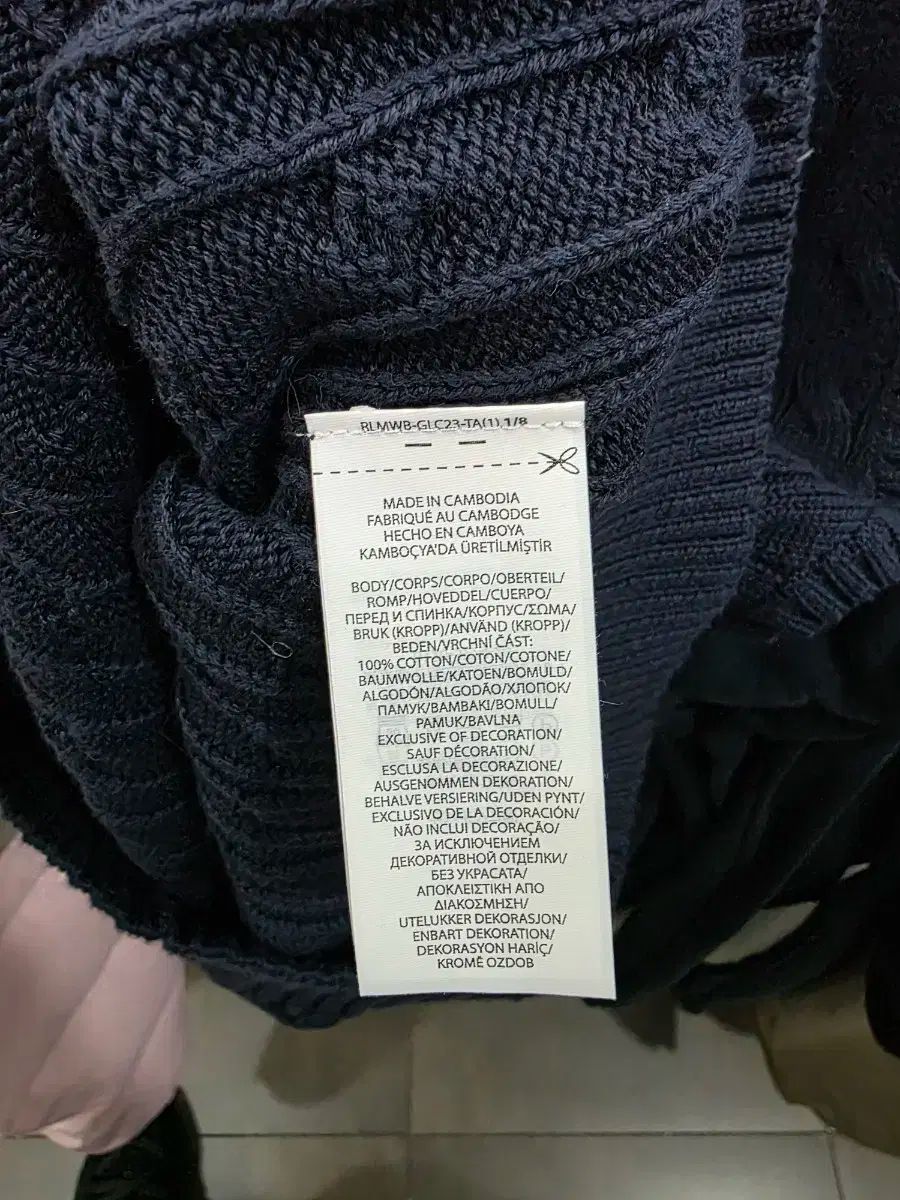 RLMWB-GLC23-TA(1) 1/8
MADE IN CAMBODIA
FABRIQUÉ AU CAMBODGE
HECHO EN CAMBOYA
KAMBOÇYA'DA ÜRETİLMİŞTİR
BODY/CORPS/CORPO/OBERTEIL/
ROMP/HOVEDDEL/CUERPO/
ПЕРЕД И СПИНКА/КОРПУС/ΣΩΜΑ/
BRUK (KROPP)/ANVÄND (KROPP)/
BEDEN/VRCHNÍ ČÁST:
100% COTTON/COTON/COTONE/
BAUMWOLLE/KATOEN/BOMULD/
ALGODÓN/ALGODÃO/ХЛОПОК/
ПАМУК/ΒΑΜΒΑΚΙ/BOMULL/
PAMUK/BAVLNA
EXCLUSIVE OF DECORATION/
SAUF DÉCORATION/
ESCLUSA LA DECORAZIONE/
AUSGENOMMEN DEKORATION/
BEHALVE VERSIERING/UDEN PYNT/
EXCLUSIVO DE LA DECORACIÓN/
NÃO INCLUI DECORAÇÃO/
ЗА ИСКЛЮЧЕНИЕМ
ДЕКОРАТИВНОЙ ОТДЕЛКИ/
БЕЗ УКРАСАТА/
ΑΠΟΚΛΕΙΣΤΙΚΗ ΑΠΟ
ΔΙΑΚΟΣΜΗΣΗ/
UTELUKKER DEKORASJON/
ENBART DEKORATION/
DEKORASYON HARİÇ/
KROMĚ OZDOB